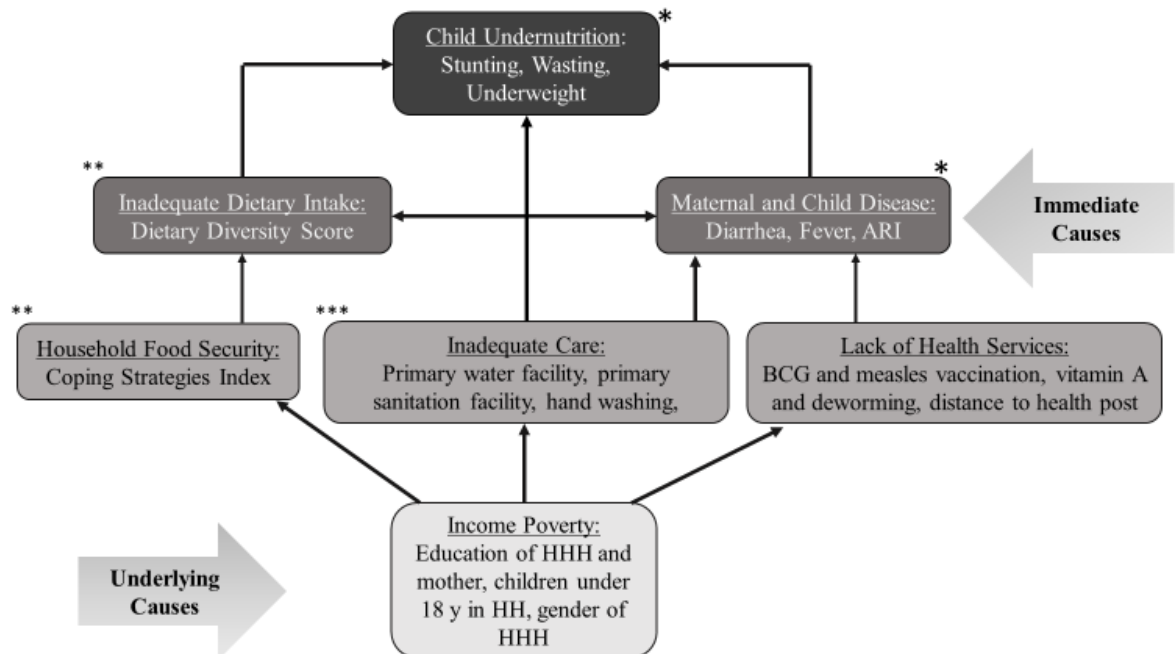 *
Child Undernutrition:
Stunting, Wasting,
Underweight
**
Inadequate Dietary Intake:
Dietary Diversity Score
*
Maternal and Child Disease:
Diarrhea, Fever, ARI
Immediate
Causes
**
Household Food Security:
Coping Strategies Index
***
Inadequate Care:
Primary water facility, primary
sanitation facility, hand washing,
Lack of Health Services:
BCG and measles vaccination, vitamin A
and deworming, distance to health post
Income Poverty:
Education of HHH and
mother, children under
18 y in HH, gender of
HHH
Underlying
Causes